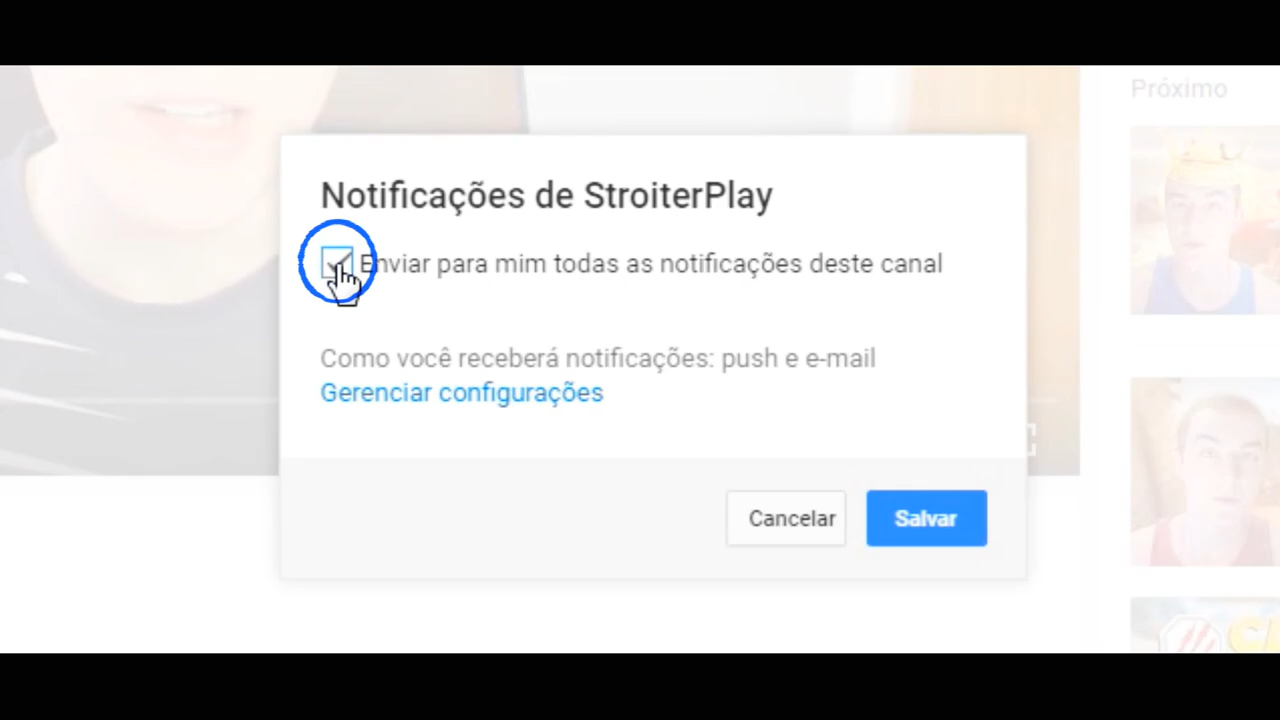 Próximo
Notificações de StroiterPlay
Enviar para mim todas as notificações deste canal
Como você receberá notificações: push e e-mail
Gerenciar configurações
Cancelar
Salvar